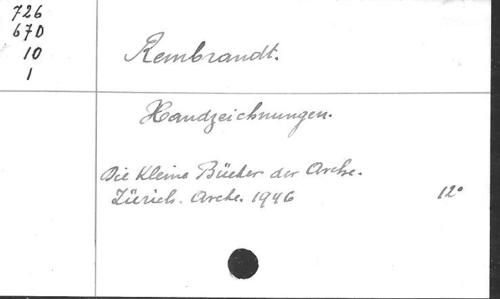 726
670
10
1
Rembrandt.
Handzeichnungen.
Die Kleine Bücher der Arche.
Zürich. Arche. 1946 12°